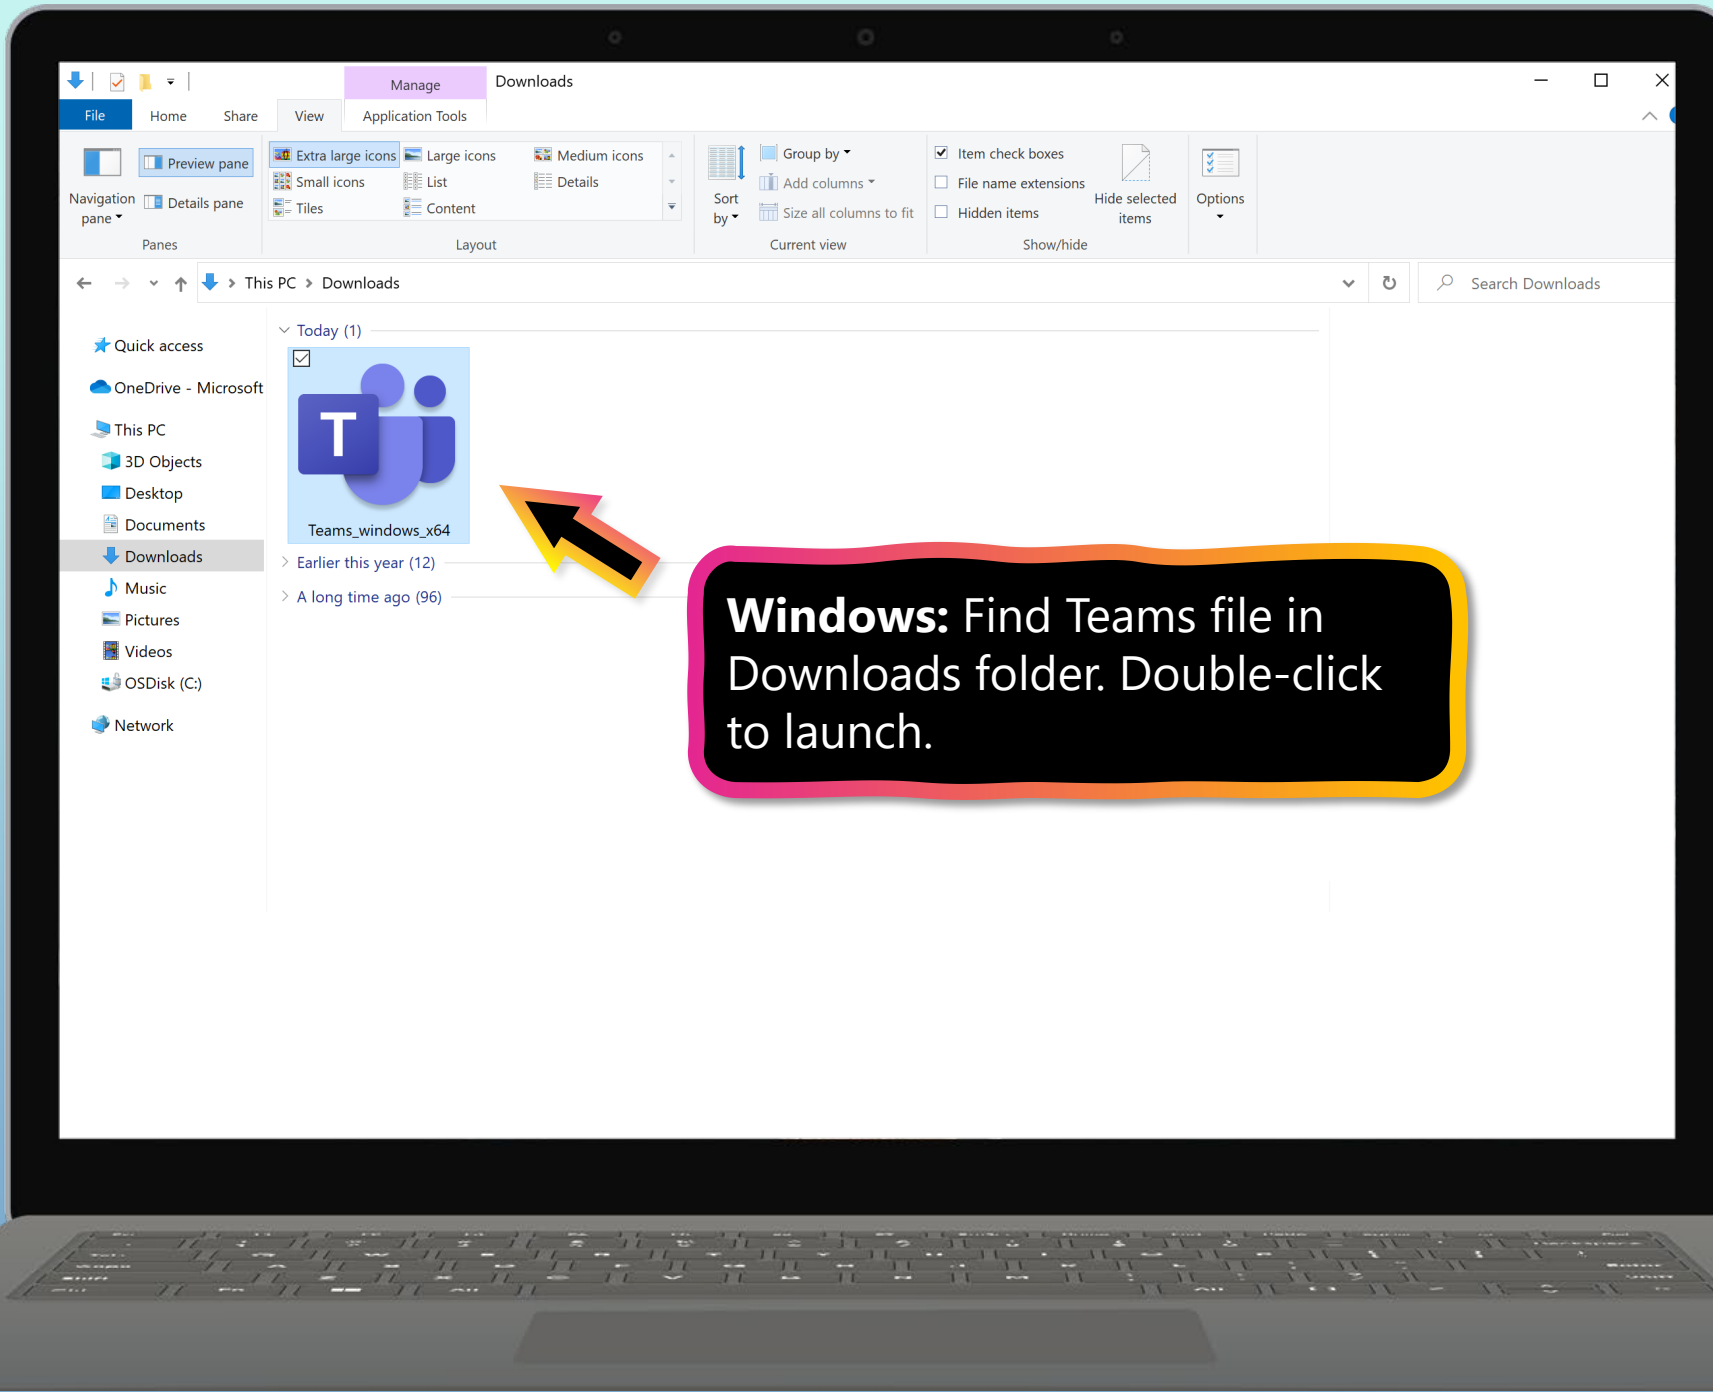 Manage
Downloads
File
Home
Share
View
Application Tools
Navigation
pane
Preview pane
Details pane
Panes
Extra large icons
Large icons
Medium icons
Small icons
List
Details
Tiles
Content
Layout
Sort
by
Group by
Add columns
Size all columns to fit
Current view
Item check boxes
File name extensions
Hidden items
Hide selected
items
Show/hide
Options
This PC
Downloads
Search Downloads
Quick access
OneDrive - Microsoft
This PC
3D Objects
Desktop
Documents
Downloads
Music
Pictures
Videos
OSDisk (C:)
Network
Today (1)
T
Teams_windows_x64
Earlier this year (12)
A long time ago (96)
Windows: Find Teams file in
Downloads folder. Double-click
to launch.